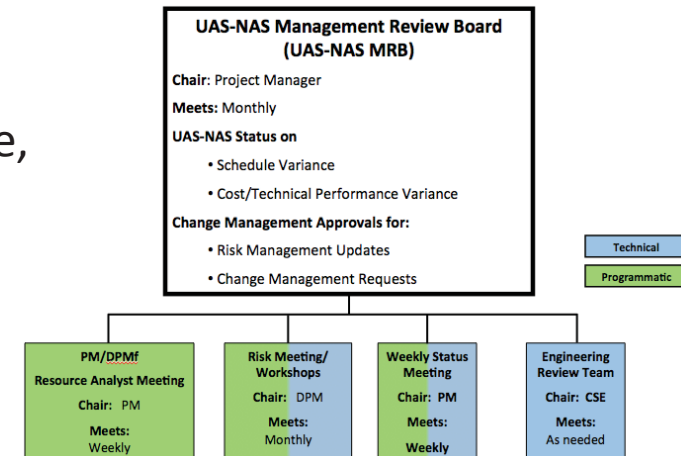 e,
UAS-NAS Management Review Board
(UAS-NAS MRB)
Chair: Project Manager
Meets: Monthly
UAS-NAS Status on
• Schedule Variance
• Cost/Technical Performance Variance
Change Management Approvals for:
• Risk Management Updates
• Change Management Requests
Technical
Programmatic
PM/DPMf
Resource Analyst Meeting
Chair: PM
Meets:
Weekly
Risk Meeting/
Workshops
Chair: DPM
Meets:
Monthly
Weekly Status
Meeting
Chair: PM
Meets:
Weekly
Engineering
Review Team
Chair: CSE
Meets:
As needed